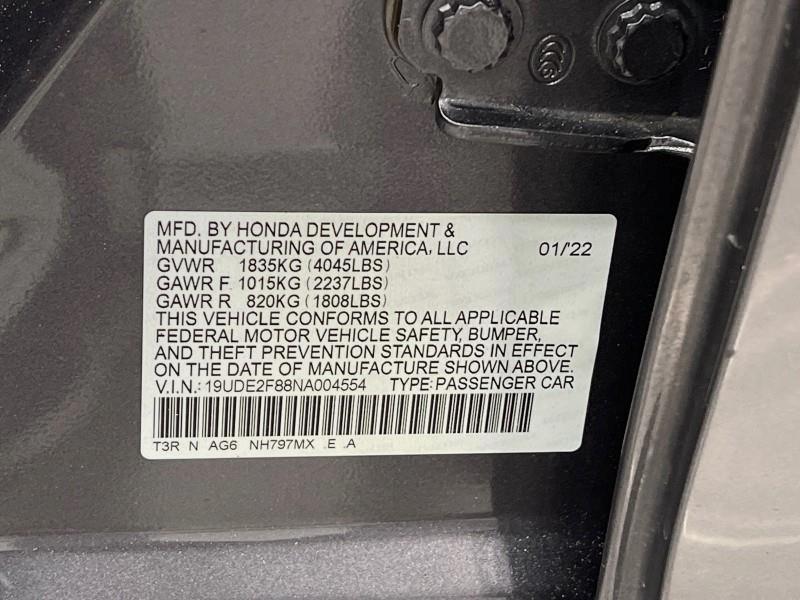 MFD. BY HONDA DEVELOPMENT &
MANUFACTURING OF AMERICA, LLC 01/'22
GVWR 1835KG (4045LBS)
GAWR F 1015KG (2237LBS)
GAWR R 820KG (1808LBS)
THIS VEHICLE CONFORMS TO ALL APPLICABLE
FEDERAL MOTOR VEHICLE SAFETY, BUMPER,
AND THEFT PREVENTION STANDARDS IN EFFECT
ON THE DATE OF MANUFACTURE SHOWN ABOVE.
V.I.N.: 19UDE2F88NA004554 TYPE: PASSENGER CAR
T3R N AG6 NH797MX .E .A